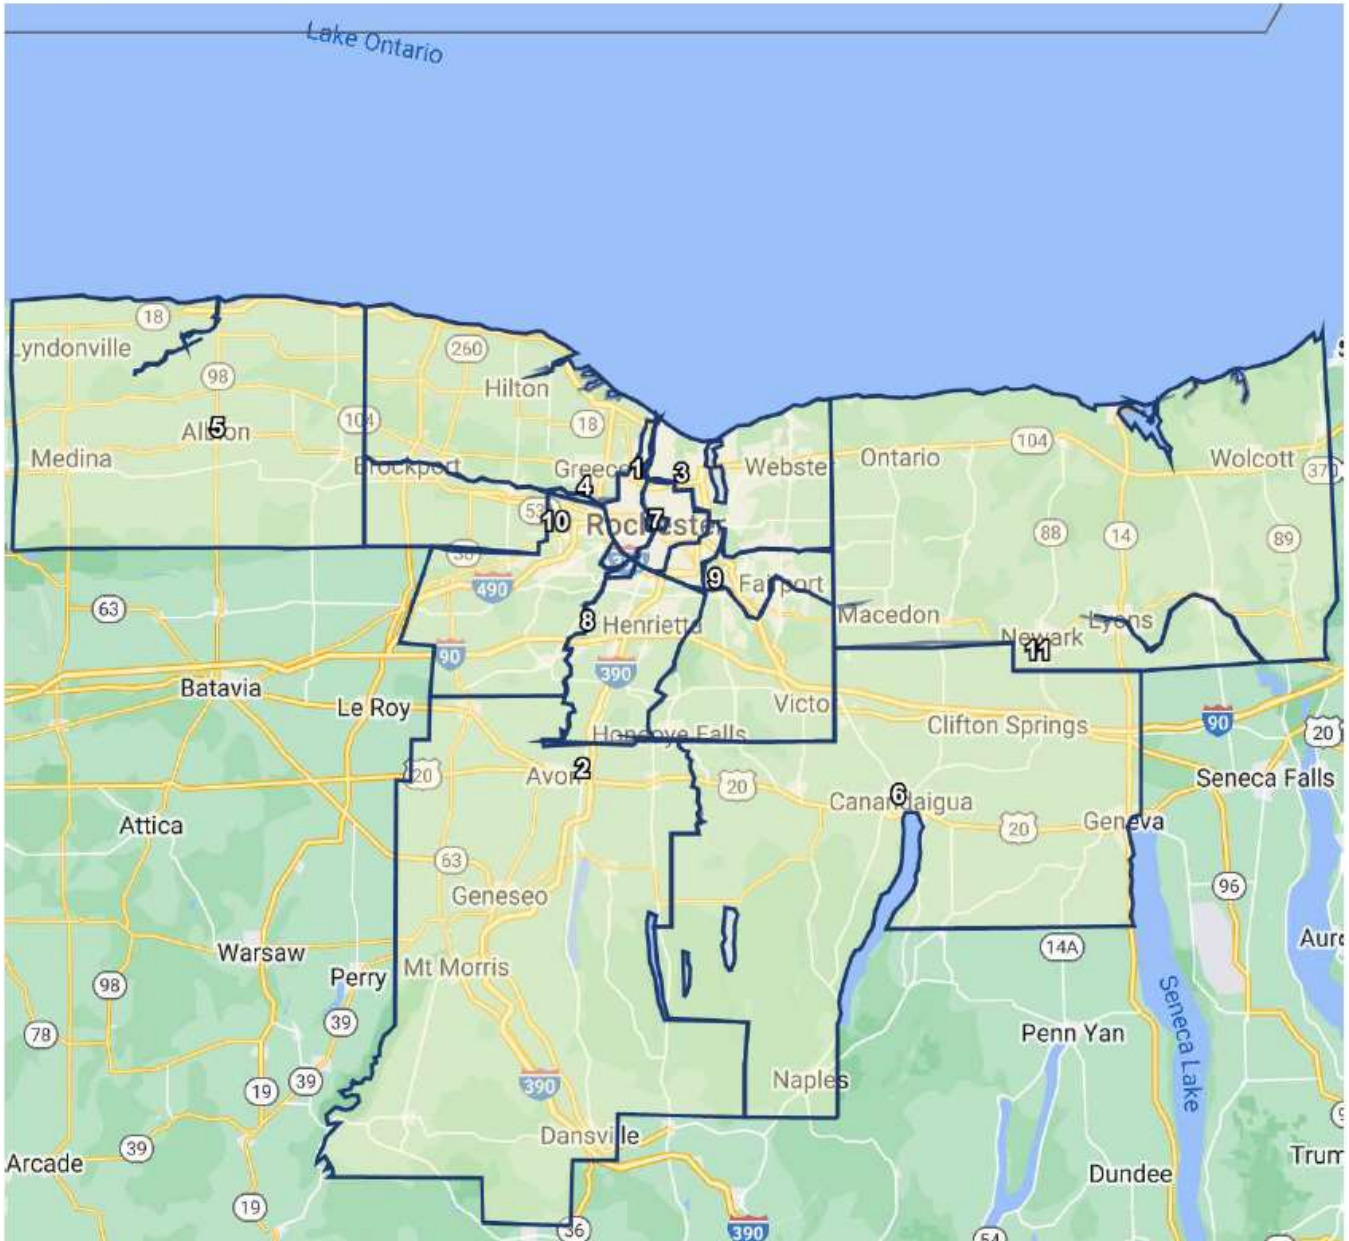 Lake Ontario
18
Lyndonville
260
98
Hilton
5
Albion
104
18
Medina
Brockport
Greece
1
3
Webster
Ontario
104
Wolcott
370
4
53
10
Rochester
7
88
14
89
490
9
Fairport
63
8
Henrietta
Macedon
Lyons
Newark
11
90
390
Batavia
Le Roy
Victor
90
Clifton Springs
20
Honeoye Falls
2
Avon
20
20
6
Canandaigua
Seneca Falls
Attica
20
Geneva
63
Geneseo
96
Warsaw
14A
Perry
Mt Morris
98
39
78
Penn Yan
Seneca Lake
Naples
19
39
390
39
Dansville
Arcade
Dundee
19
36
390
54